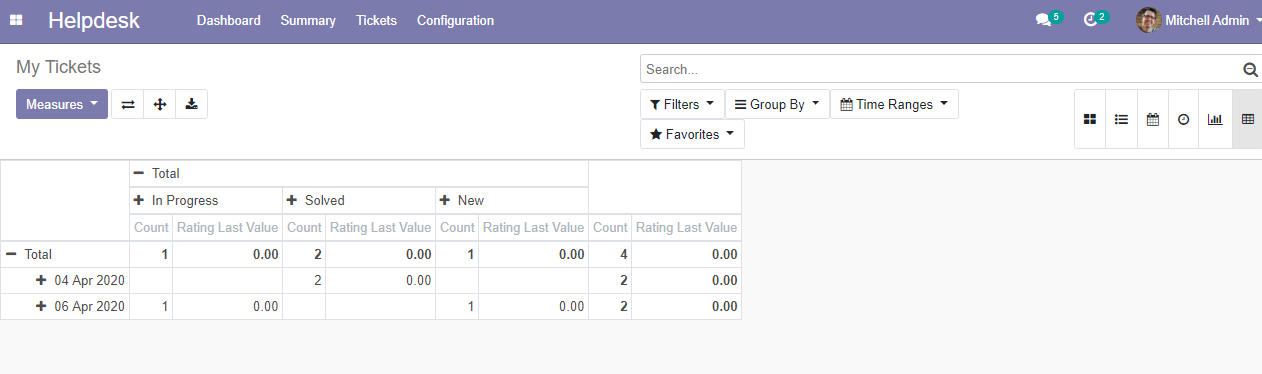 Helpdesk Dashboard Summary Tickets Configuration 5 2 Mitchell Admin
My Tickets
Search...
Measures Filters Group By Time Ranges
Favorites
Total
In Progress Solved New
Count Rating Last Value Count Rating Last Value Count Rating Last Value Count Rating Last Value
Total 1 0.00 2 0.00 1 0.00 4 0.00
04 Apr 2020 2 0.00 2 0.00
06 Apr 2020 1 0.00 1 0.00 2 0.00